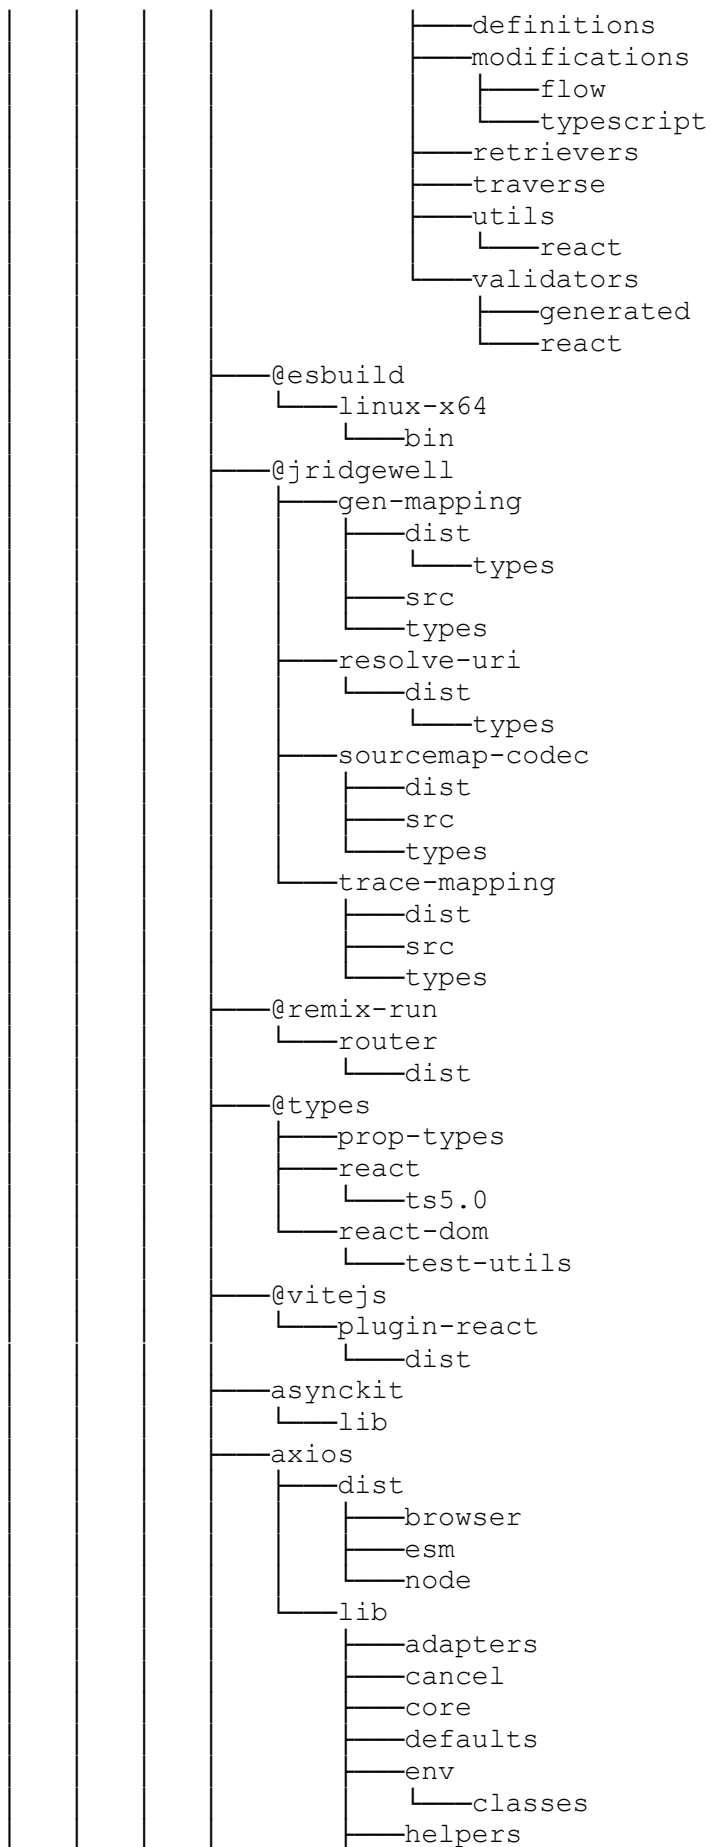 definitions
modifications
flow
typescript
retrievers
traverse
utils
react
validators
generated
react
@esbuild
linux-x64
bin
@jridgewell
gen-mapping
dist
types
src
types
resolve-uri
dist
types
sourcemap-codec
dist
src
types
trace-mapping
dist
src
types
@remix-run
router
dist
@types
prop-types
react
ts5.0
react-dom
test-utils
@vitejs
plugin-react
dist
asynckit
lib
axios
dist
browser
esm
node
lib
adapters
cancel
core
defaults
env
classes
helpers